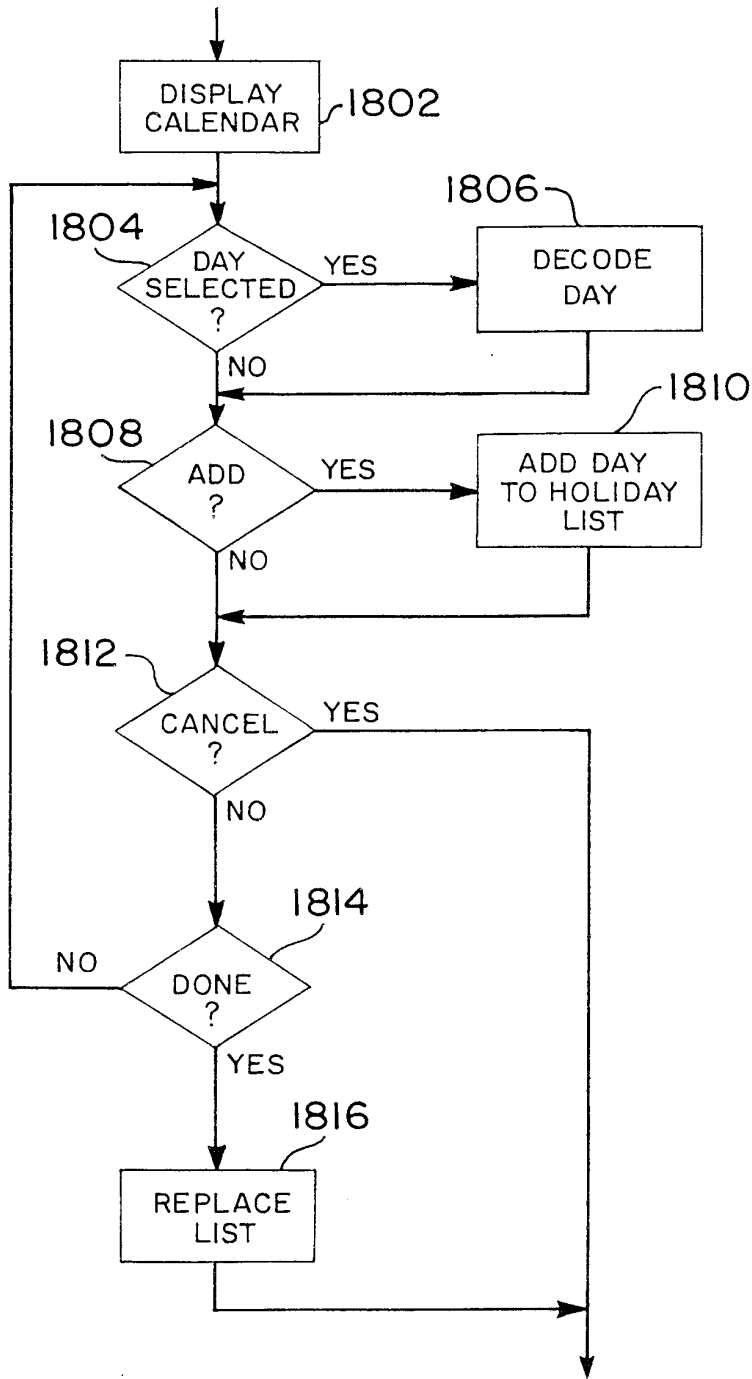 DISPLAY
CALENDAR
1802
1804
DAY
SELECTED
?
YES
1806
DECODE
DAY
NO
1808
ADD
?
YES
1810
ADD DAY
TO HOLIDAY
LIST
NO
1812
CANCEL
?
YES
NO
1814
DONE
?
NO
YES
1816
REPLACE
LIST